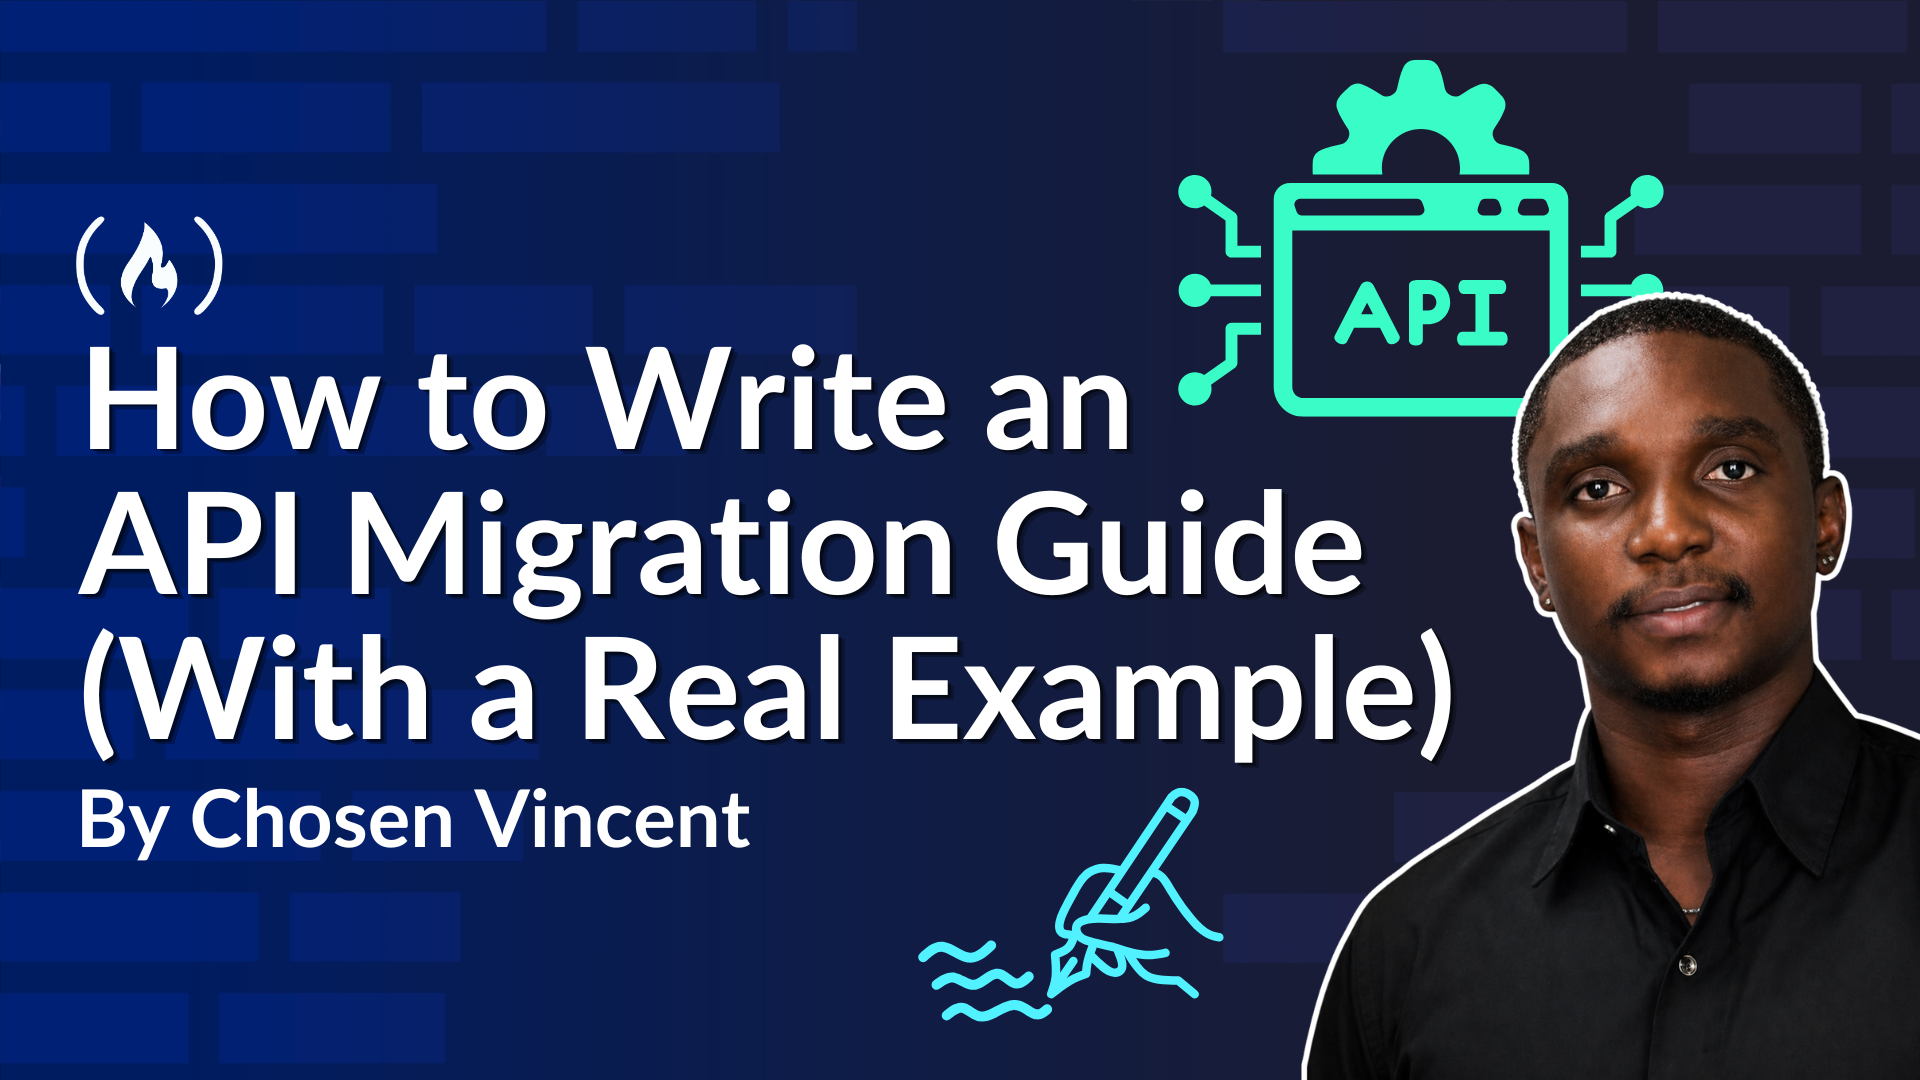 API
How to Write an
API Migration Guide
(With a Real Example)
By Chosen Vincent